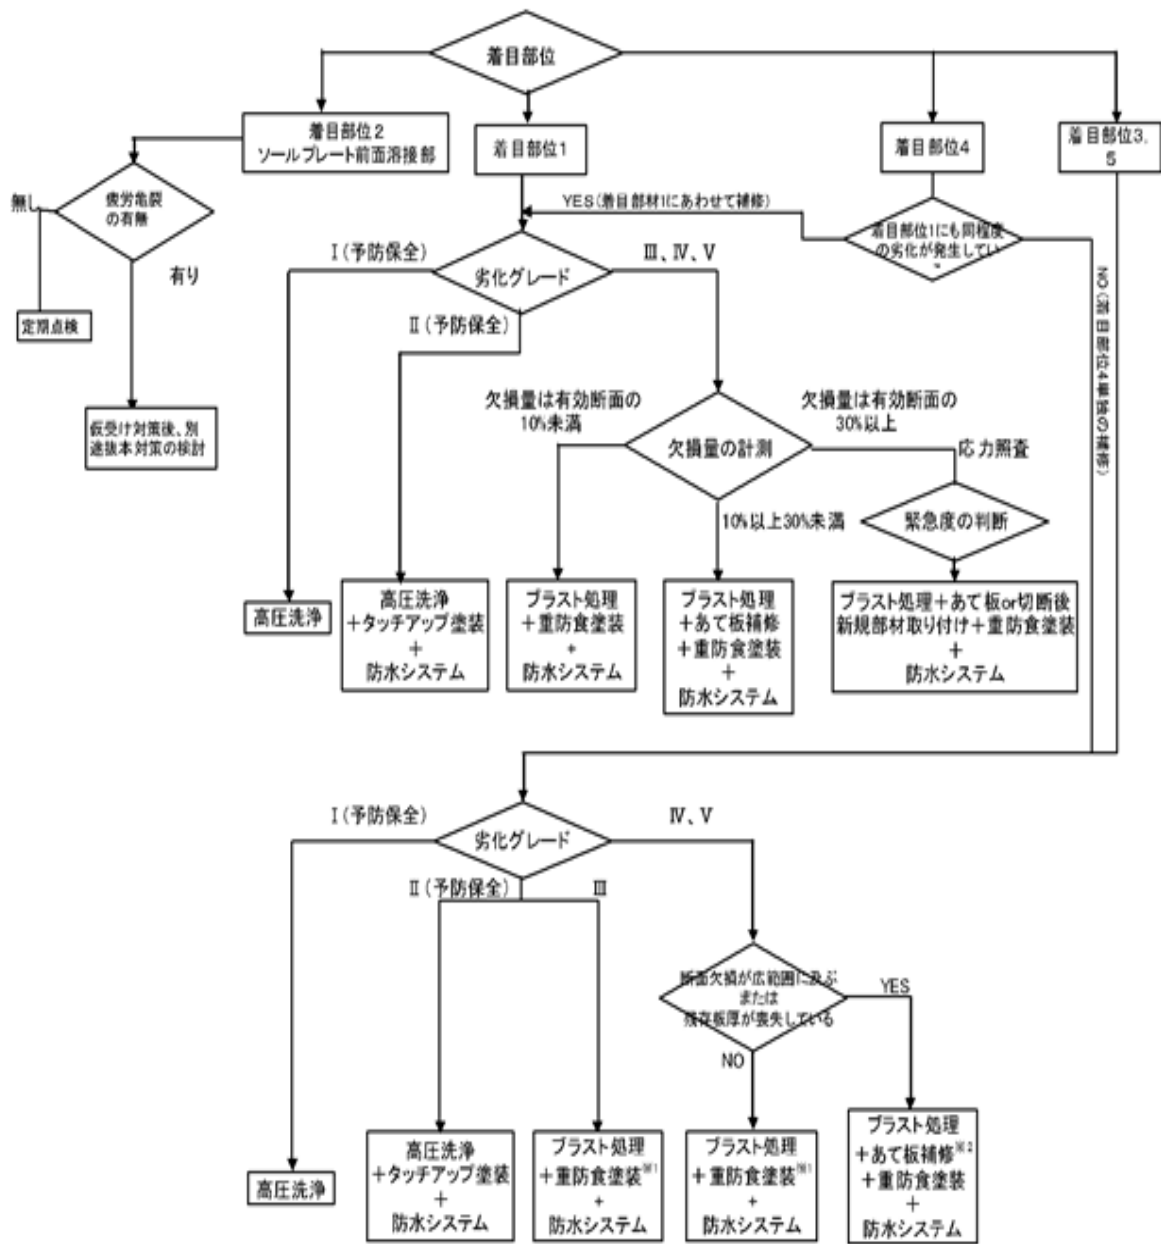 着目部位
着目部位2
ソールプレート前面溶接部
着目部位1
着目部位4
着目部位3,
5
無し
疲労亀裂
の有無
有り
定期点検
仮受け対策後、別
途抜本対策の検討
YES(着目部材1にあわせて補修)
着目部位1にも同程度
の劣化が発生してい
NO(着目部位4単独の補修)
Ⅰ(予防保全)
劣化グレード
Ⅲ、Ⅳ、Ⅴ
Ⅱ(予防保全)
欠損量は有効断面の
10%未満
欠損量の計測
欠損量は有効断面の
30%以上
応力照査
10%以上30%未満
緊急度の判断
高圧洗浄
高圧洗浄
+タッチアップ塗装
+
防水システム
ブラスト処理
+重防食塗装
+
防水システム
ブラスト処理
+あて板補修
+重防食塗装
+
防水システム
ブラスト処理+あて板or切断後
新規部材取り付け+重防食塗装
+
防水システム
Ⅰ(予防保全)
劣化グレード
Ⅳ、Ⅴ
Ⅱ(予防保全)
Ⅲ
断面欠損が広範囲に及ぶ
または
残存板厚が喪失している
YES
NO
高圧洗浄
高圧洗浄
+タッチアップ塗装
+
防水システム
ブラスト処理
+重防食塗装※1
+
防水システム
ブラスト処理
+重防食塗装※1
+
防水システム
ブラスト処理
+あて板補修※2
+重防食塗装
+
防水システム